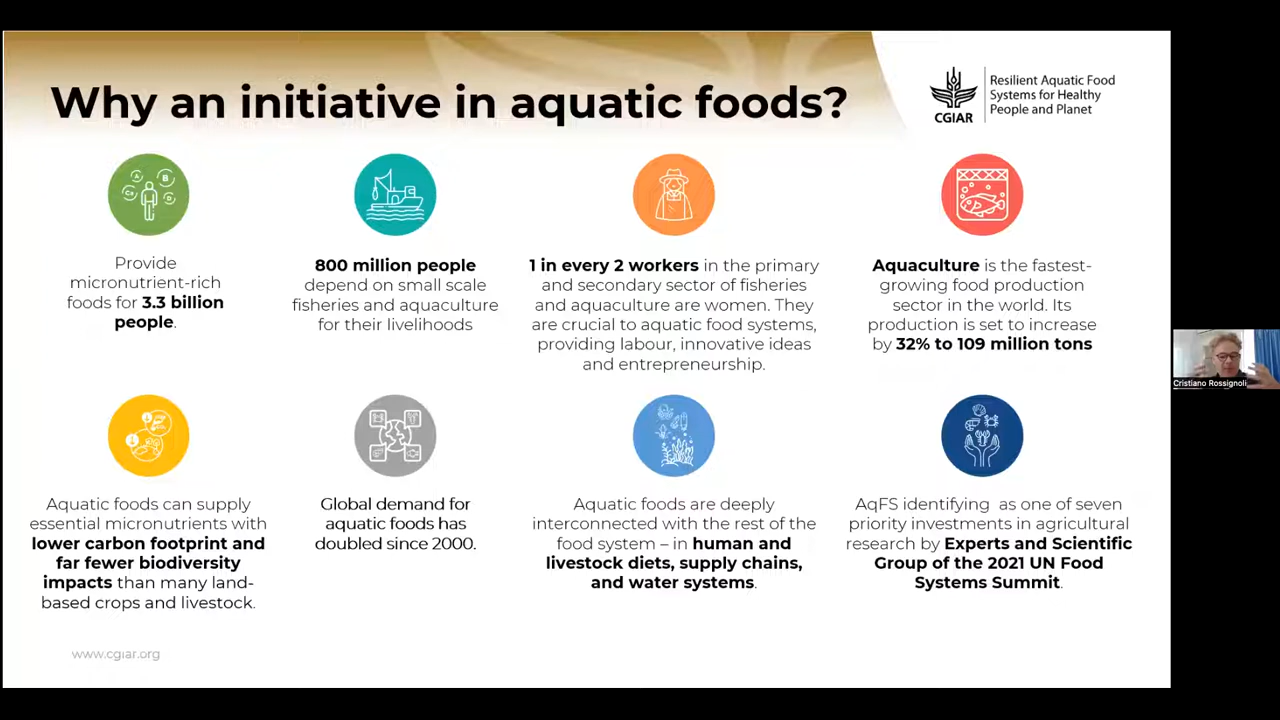 Why an initiative in aquatic foods?
CGIAR
Resilient Aquatic Food
Systems for Healthy
People and Planet
Provide
micronutrient-rich
foods for 3.3 billion
people.
800 million people
depend on small scale
fisheries and aquaculture
for their livelihoods
1 in every 2 workers in the primary
and secondary sector of fisheries
and aquaculture are women. They
are crucial to aquatic food systems,
providing labour, innovative ideas
and entrepreneurship.
Aquaculture is the fastest-
growing food production
sector in the world. Its
production is set to increase
by 32% to 109 million tons
Aquatic foods can supply
essential micronutrients with
lower carbon footprint and
far fewer biodiversity
impacts than many land-
based crops and livestock.
Global demand for
aquatic foods has
doubled since 2000.
Aquatic foods are deeply
interconnected with the rest of the
food system – in human and
livestock diets, supply chains,
and water systems.
AqFS identifying as one of seven
priority investments in agricultural
research by Experts and Scientific
Group of the 2021 UN Food
Systems Summit.
www.cgiar.org
Cristiano Rossignoli